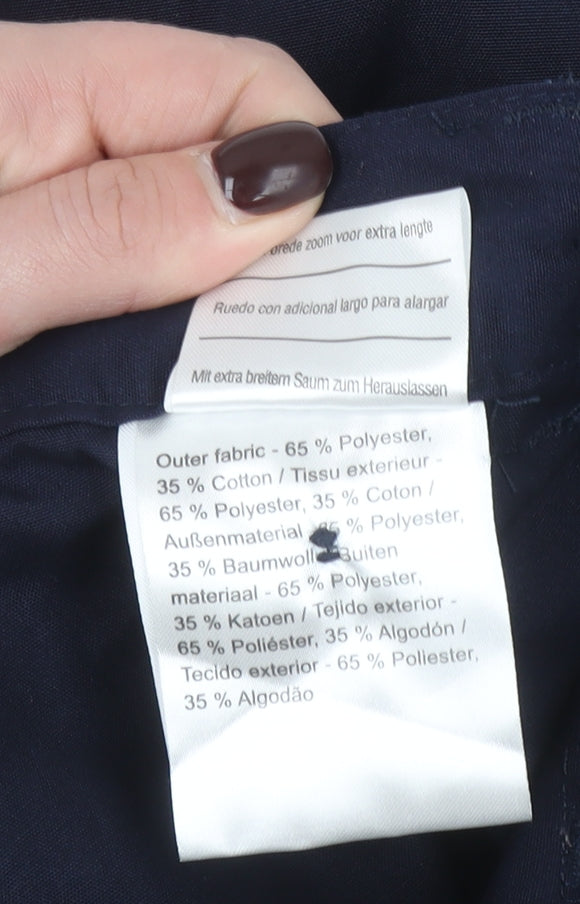 zoom voor extra lengte
Ruedo con adicional largo para alargar
Mit extra breitem Saum zum Herauslassen
Outer fabric - 65 % Polyester,
35 % Cotton / Tissu exterieur -
65 % Polyester, 35 % Coton /
Außenmaterial % Polyester,
35 % Baumwoll Buiten
materiaal - 65 % Polyester,
35 % Katoen / Tejido exterior -
65 % Poliéster, 35 % Algodón /
Tecido exterior - 65 % Poliester,
35 % Algodão